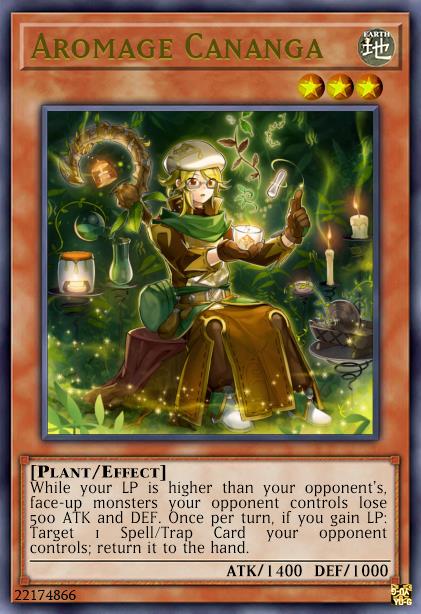 Aromage Cananga
EARTH
地
[Plant/Effect]
While your LP is higher than your opponent's,
face-up monsters your opponent controls lose
500 ATK and DEF. Once per turn, if you gain LP:
Target 1 Spell/Trap Card your opponent
controls; return it to the hand.
ATK/1400 DEF/1000
22174866